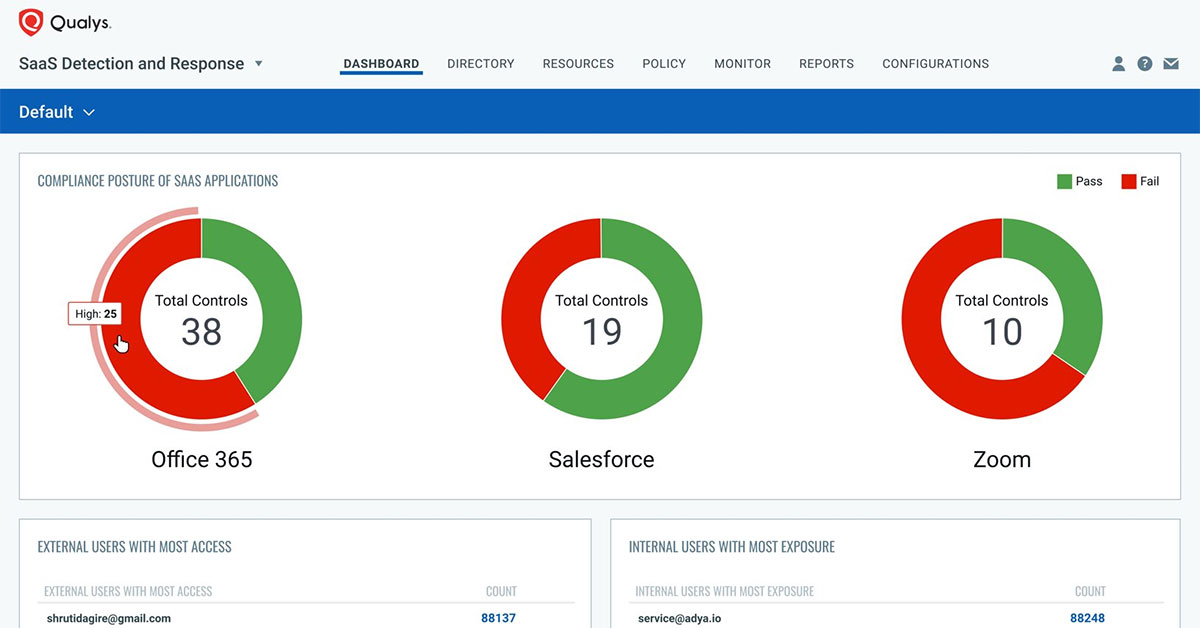 Qualys.
SaaS Detection and Response
DASHBOARD DIRECTORY RESOURCES POLICY MONITOR REPORTS CONFIGURATIONS
?
Default
COMPLIANCE POSTURE OF SAAS APPLICATIONS
Pass Fail
High: 25
Total Controls
38
Office 365
Total Controls
19
Salesforce
Total Controls
10
Zoom
EXTERNAL USERS WITH MOST ACCESS
EXTERNAL USERS WITH MOST ACCESS COUNT
shrutidagire@gmail.com 88137
INTERNAL USERS WITH MOST EXPOSURE
INTERNAL USERS WITH MOST EXPOSURE COUNT
service@adya.io 88248